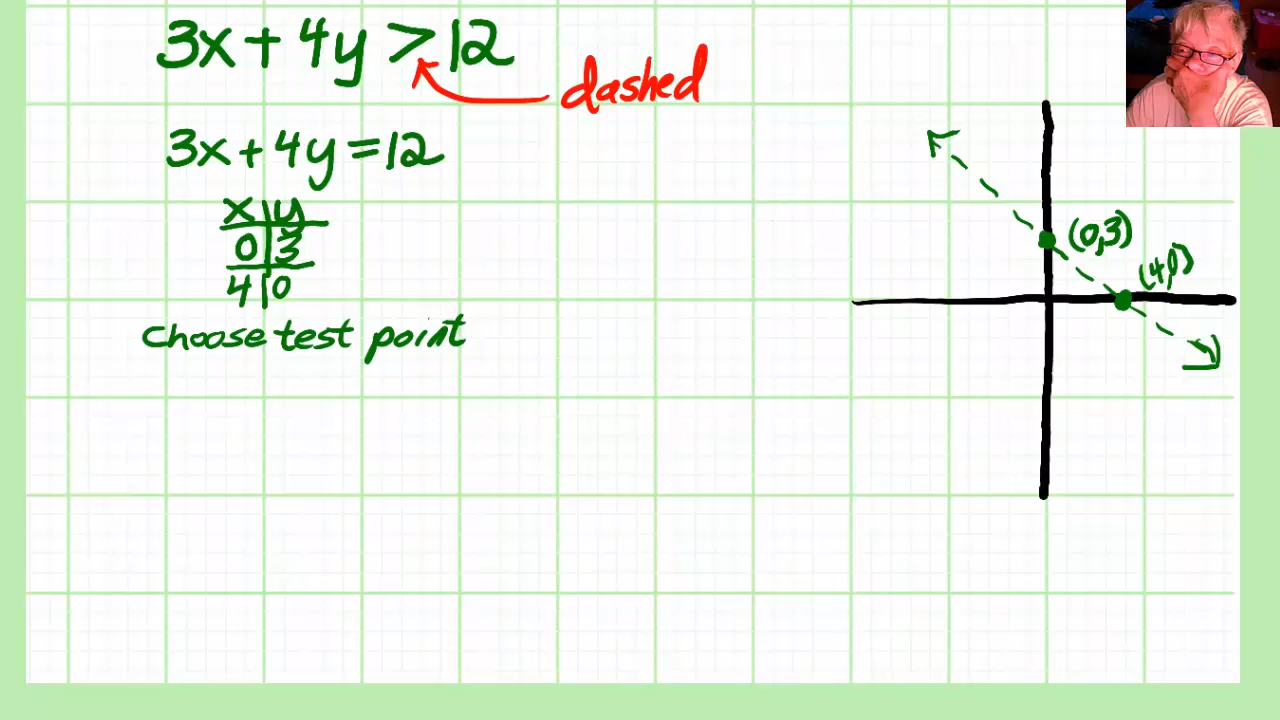 3x + 4y > 12
dashed
3x + 4y = 12
x y
0 3
4 0
choose test point
(0,3)
(4,0)